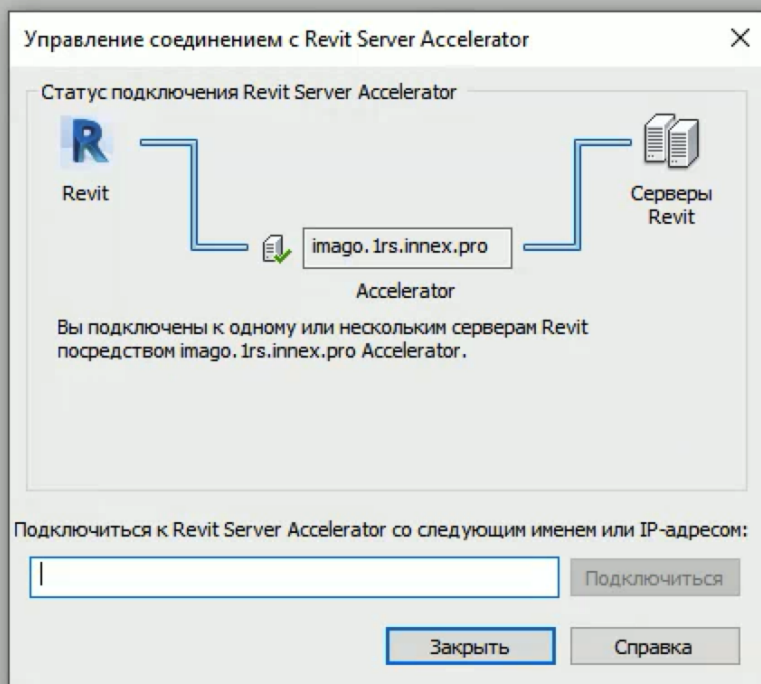 Управление соединением с Revit Server Accelerator
Статус подключения Revit Server Accelerator
R
Revit
Серверы
Revit
imago.1rs.innex.pro
Accelerator
Вы подключены к одному или нескольким серверам Revit
посредством imago.1rs.innex.pro Accelerator.
Подключиться к Revit Server Accelerator со следующим именем или IP-адресом:
Подключиться
Закрыть
Справка